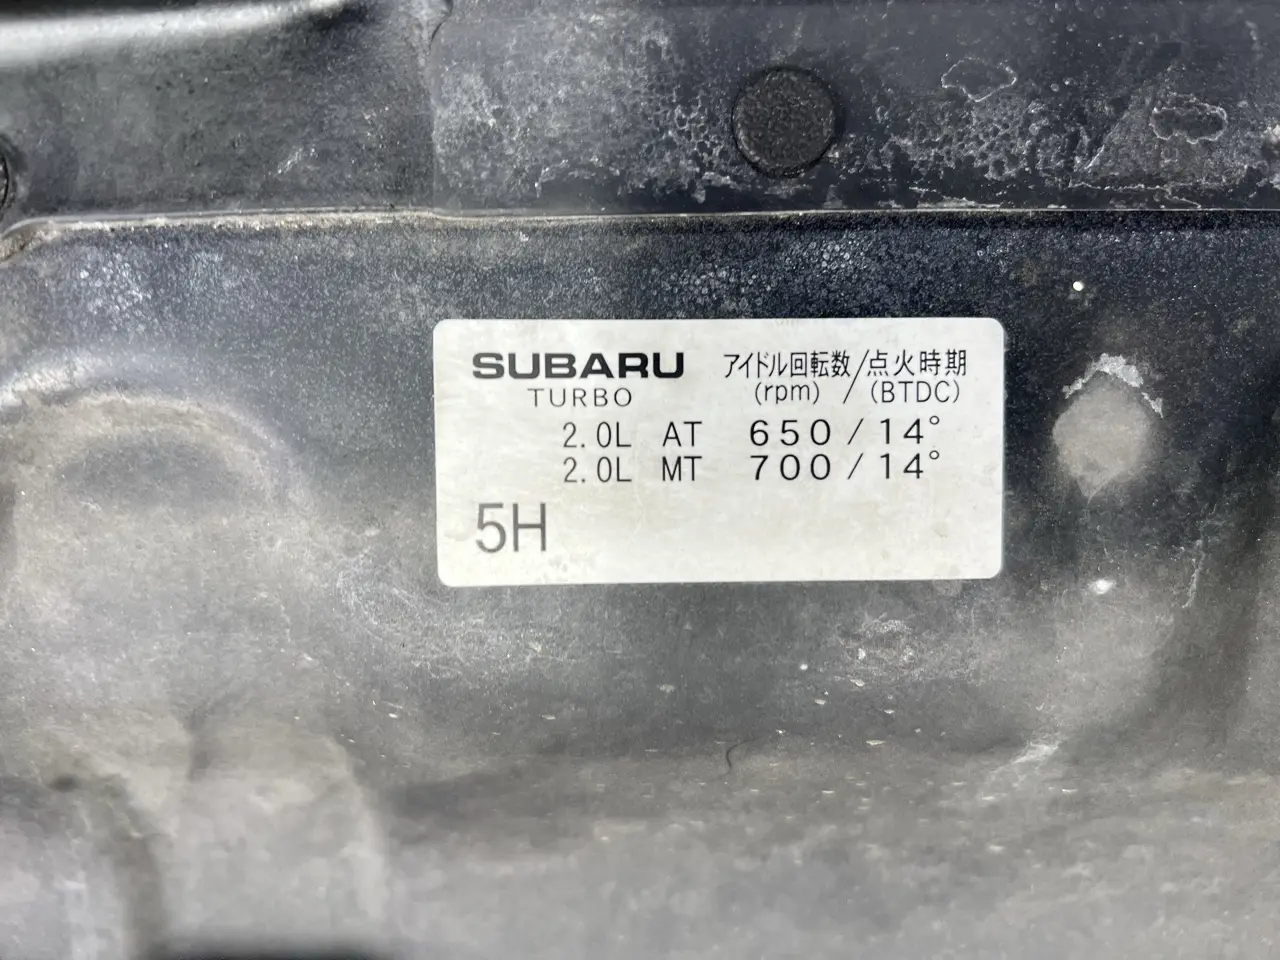 SUBARU アイドル回転数/点火時期
TURBO (rpm) / (BTDC)
2.0L AT 650/14°
2.0L MT 700/14°
5H